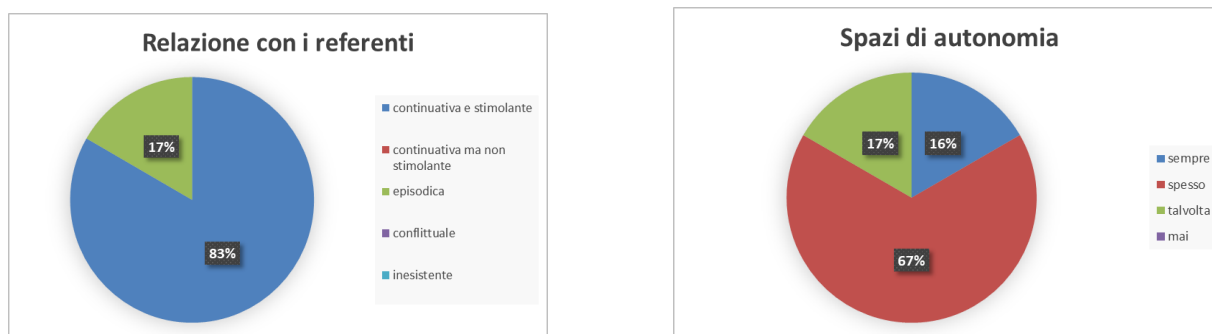 Relazione con i referenti
17%
83%
continuativa e stimolante
continuativa ma non
stimolante
episodica
conflittuale
inesistente
Spazi di autonomia
17%
16%
67%
sempre
spesso
talvolta
mai